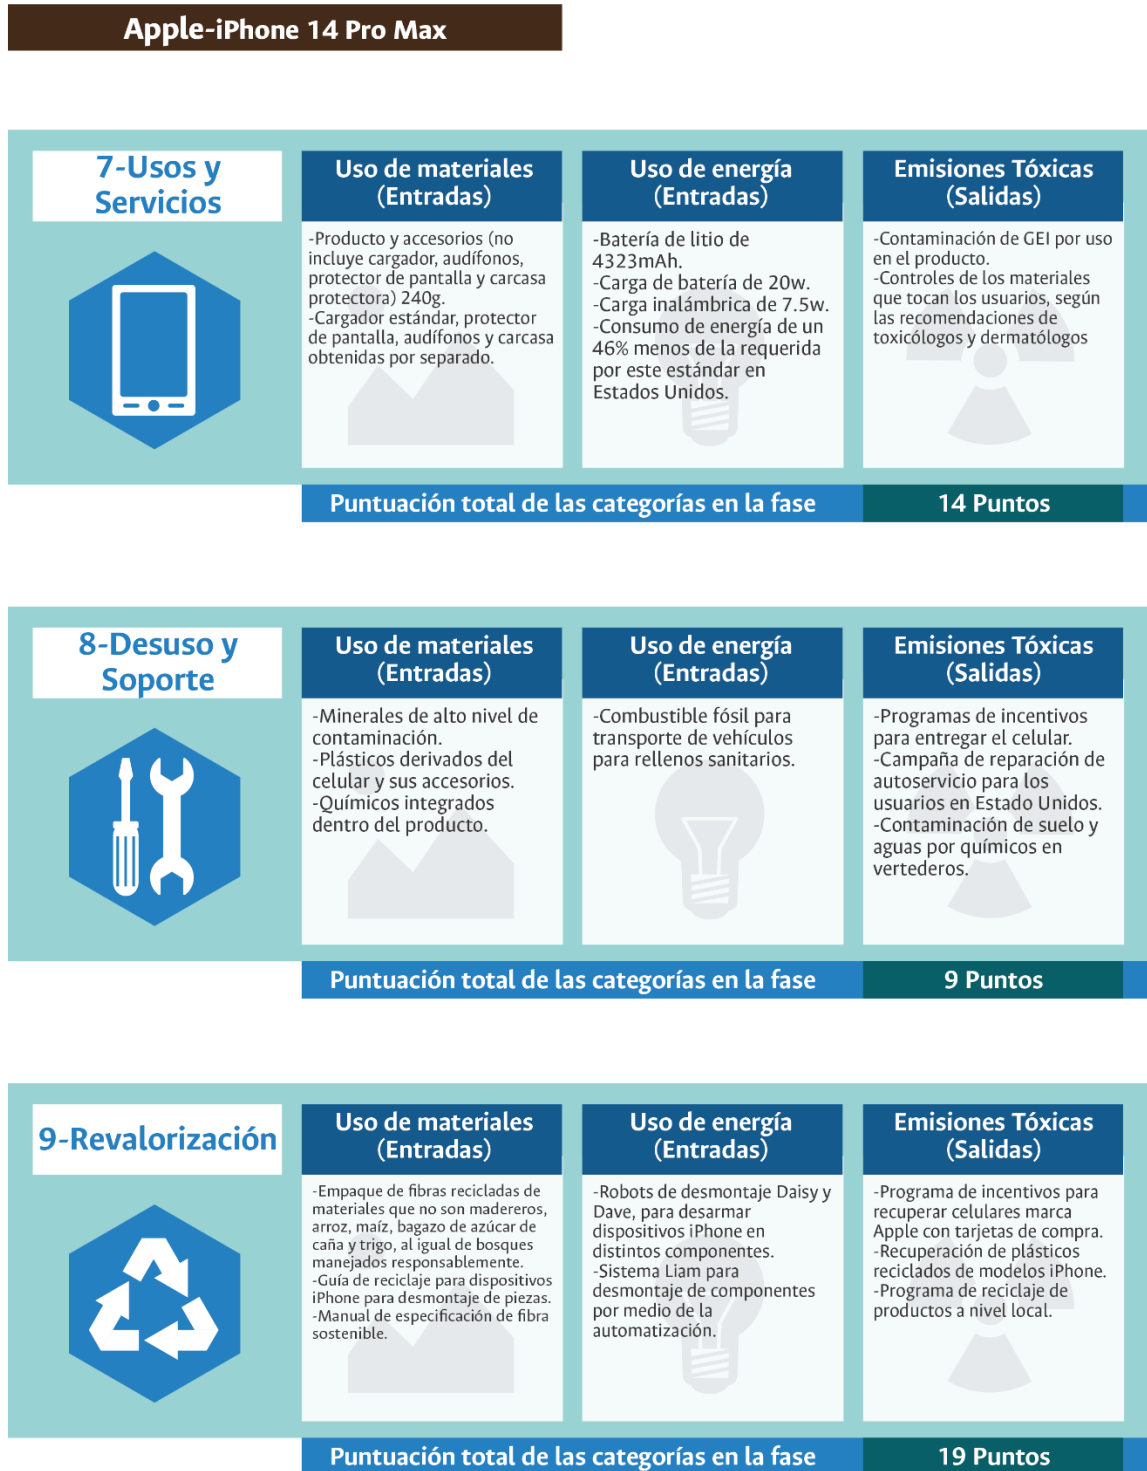 Apple-iPhone 14 Pro Max
7-Usos y
Servicios
Uso de materiales
(Entradas)
-Producto y accesorios (no
incluye cargador, audífonos,
protector de pantalla y carcasa
protectora) 240g.
-Cargador estándar, protector
de pantalla, audífonos y carcasa
obtenidas por separado.
Uso de energía
(Entradas)
-Batería de litio de
4323mAh.
-Carga de batería de 20w.
-Carga inalámbrica de 7.5w.
-Consumo de energía de un
46% menos de la requerida
por este estándar en
Estados Unidos.
Emisiones Tóxicas
(Salidas)
-Contaminación de GEI por uso
en el producto.
-Controles de los materiales
que tocan los usuarios, según
las recomendaciones de
toxicólogos y dermatólogos
Puntuación total de las categorías en la fase
14 Puntos
8-Desuso y
Soporte
Uso de materiales
(Entradas)
-Minerales de alto nivel de
contaminación.
-Plásticos derivados del
celular y sus accesorios.
-Químicos integrados
dentro del producto.
Uso de energía
(Entradas)
-Combustible fósil para
transporte de vehículos
para rellenos sanitarios.
Emisiones Tóxicas
(Salidas)
-Programas de incentivos
para entregar el celular.
-Campaña de reparación de
autoservicio para los
usuarios en Estado Unidos.
-Contaminación de suelo y
aguas por químicos en
vertederos.
Puntuación total de las categorías en la fase
9 Puntos
9-Revalorización
Uso de materiales
(Entradas)
-Empaque de fibras recicladas de
materiales que no son madereros,
arroz, maíz, bagazo de azúcar de
caña y trigo, al igual de bosques
manejados responsablemente.
-Guía de reciclaje para dispositivos
iPhone para desmontaje de piezas.
-Manual de especificación de fibra
sostenible.
Uso de energía
(Entradas)
-Robots de desmontaje Daisy y
Dave, para desarmar
dispositivos iPhone en
distintos componentes.
-Sistema Liam para
desmontaje de componentes
por medio de la
automatización.
Emisiones Tóxicas
(Salidas)
-Programa de incentivos para
recuperar celulares marca
Apple con tarjetas de compra.
-Recuperación de plásticos
reciclados de modelos iPhone.
-Programa de reciclaje de
productos a nivel local.
Puntuación total de las categorías en la fase
19 Puntos